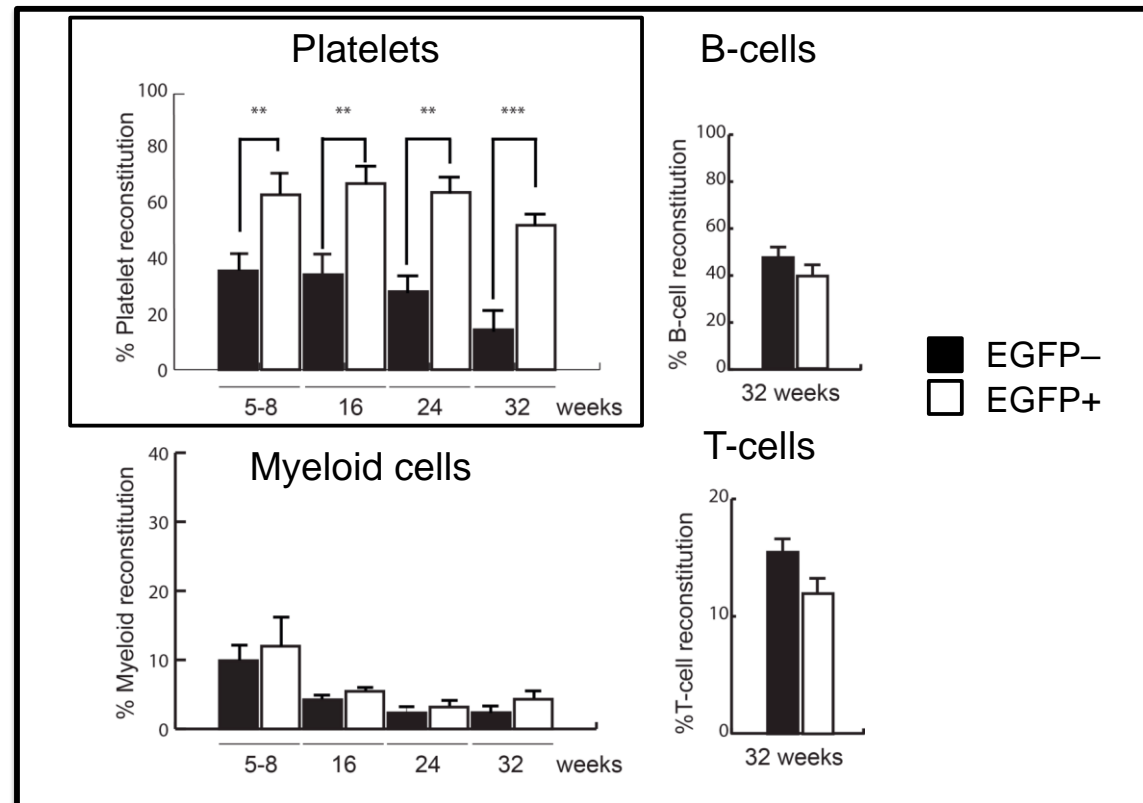 Platelets
% Platelet reconstitution
100
80
60
40
20
0
** ** ** ***
5-8 16 24 32 weeks
B-cells
% B-cell reconstitution
100
80
60
40
20
0
32 weeks
EGFP–
EGFP+
Myeloid cells
% Myeloid reconstitution
40
30
20
10
0
5-8 16 24 32 weeks
T-cells
%T-cell reconstitution
20
10
0
32 weeks